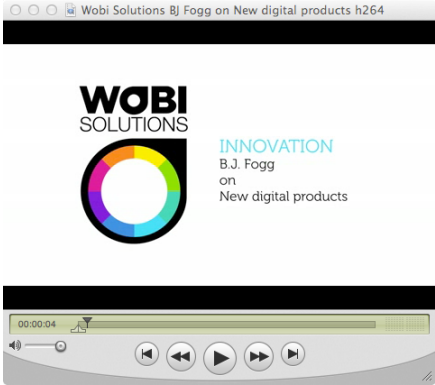 Wobi Solutions BJ Fogg on New digital products h264
WOBI
SOLUTIONS
INNOVATION
B.J. Fogg
on
New digital products
00:00:04